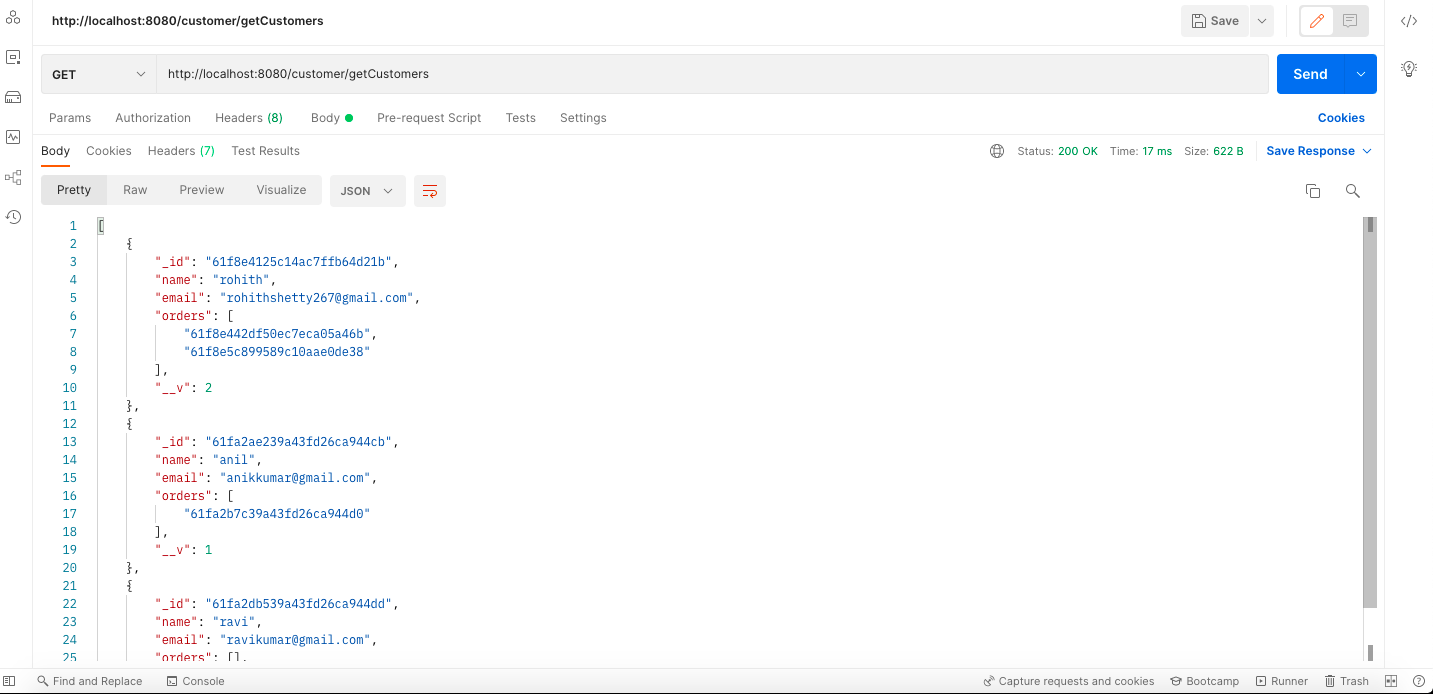 http://localhost:8080/customer/getCustomers
Save
GET
http://localhost:8080/customer/getCustomers
Send
Params Authorization Headers (8) Body Pre-request Script Tests Settings Cookies
Body Cookies Headers (7) Test Results Status: 200 OK Time: 17 ms Size: 622 B Save Response
Pretty Raw Preview Visualize JSON
1 [
2 {
3 "_id": "61f8e4125c14ac7ffb64d21b",
4 "name": "rohith",
5 "email": "rohithshetty267@gmail.com",
6 "orders": [
7 "61f8e442df50ec7eca05a46b",
8 "61f8e5c899589c10aae0de38"
9 ],
10 "__v": 2
11 },
12 {
13 "_id": "61fa2ae239a43fd26ca944cb",
14 "name": "anil",
15 "email": "anikkumar@gmail.com",
16 "orders": [
17 "61fa2b7c39a43fd26ca944d0"
18 ],
19 "__v": 1
20 },
21 {
22 "_id": "61fa2db539a43fd26ca944dd",
23 "name": "ravi",
24 "email": "ravikumar@gmail.com",
25 "orders": [],
Find and Replace Console Capture requests and cookies Bootcamp Runner Trash